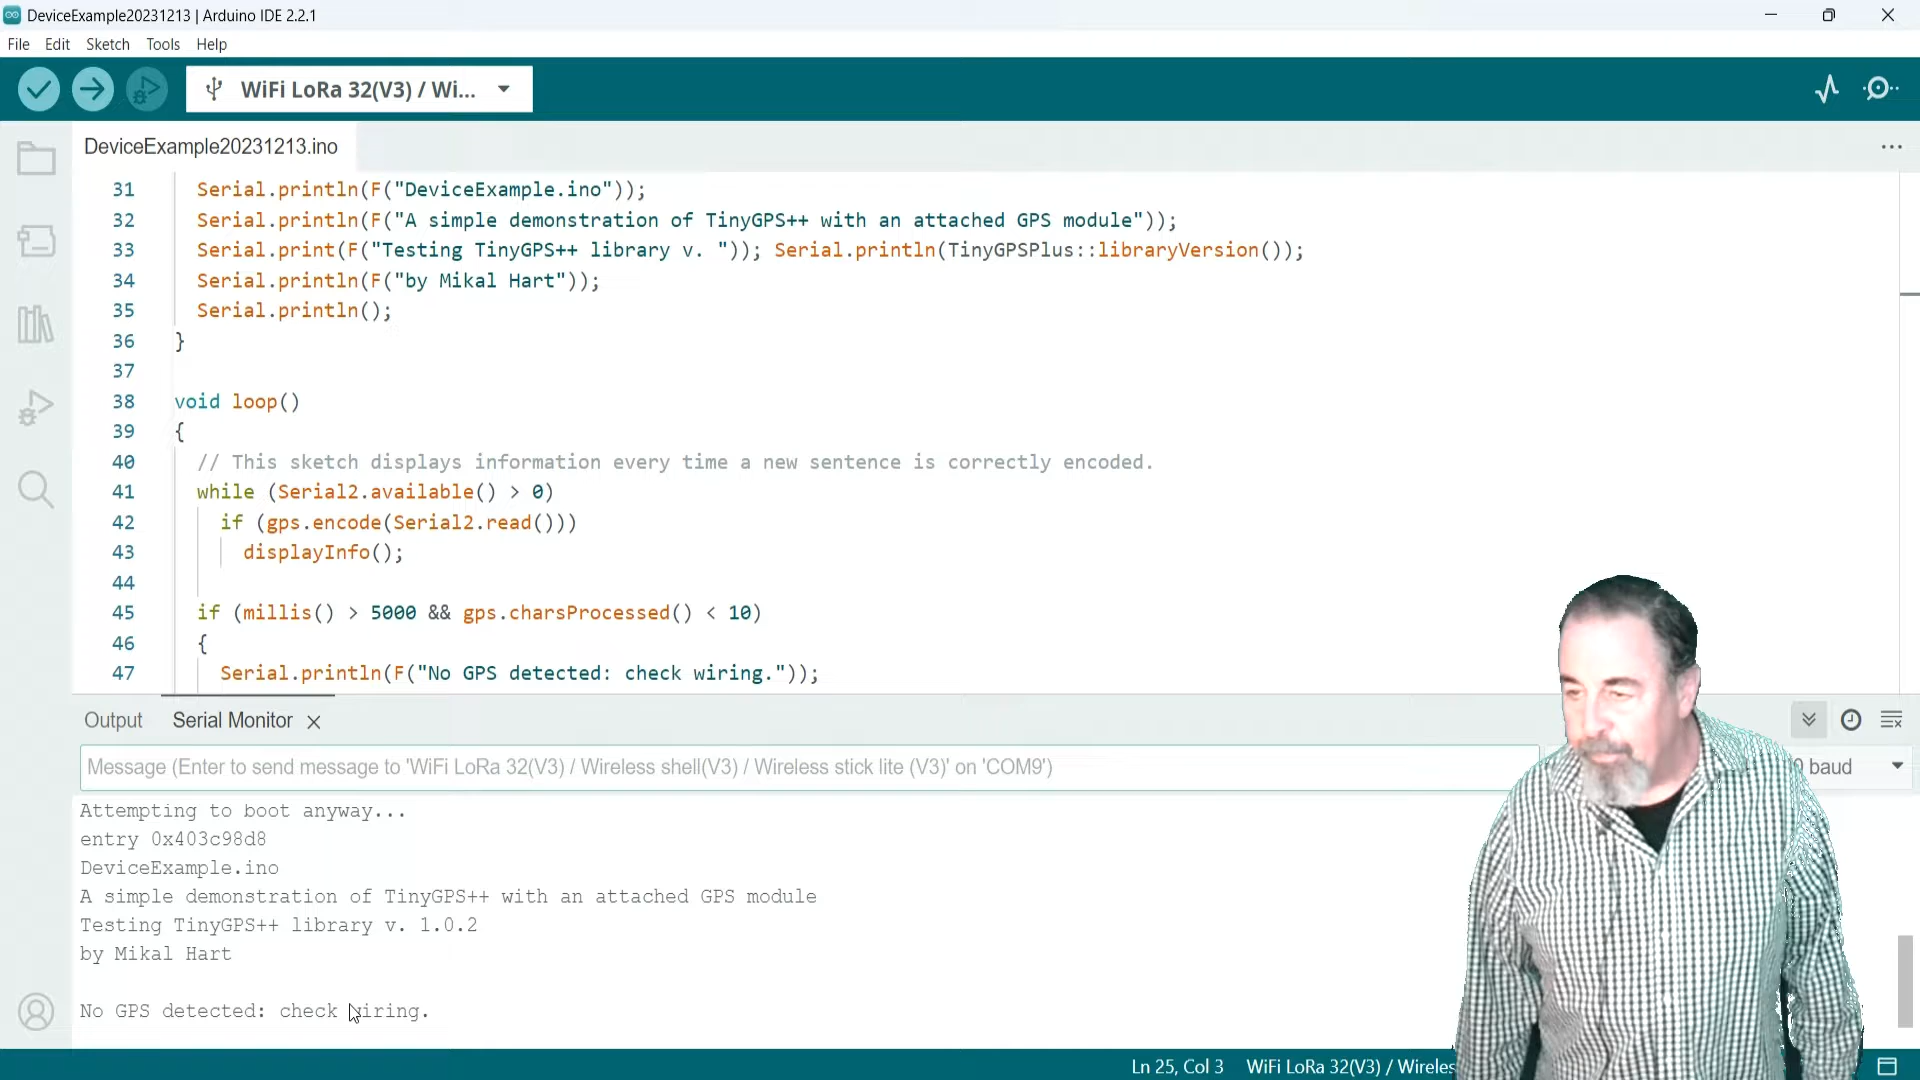 DeviceExample20231213 | Arduino IDE 2.2.1
File Edit Sketch Tools Help
WiFi LoRa 32(V3) / Wi...
DeviceExample20231213.ino
31 Serial.println(F("DeviceExample.ino"));
32 Serial.println(F("A simple demonstration of TinyGPS++ with an attached GPS module"));
33 Serial.print(F("Testing TinyGPS++ library v. ")); Serial.println(TinyGPSPlus::libraryVersion());
34 Serial.println(F("by Mikal Hart"));
35 Serial.println();
36 }
37
38 void loop()
39 {
40 // This sketch displays information every time a new sentence is correctly encoded.
41 while (Serial2.available() > 0)
42 if (gps.encode(Serial2.read()))
43 displayInfo();
44
45 if (millis() > 5000 && gps.charsProcessed() < 10)
46 {
47 Serial.println(F("No GPS detected: check wiring."));
Output Serial Monitor
Message (Enter to send message to 'WiFi LoRa 32(V3) / Wireless shell(V3) / Wireless stick lite (V3)' on 'COM9')
baud
Attempting to boot anyway...
entry 0x403c98d8
DeviceExample.ino
A simple demonstration of TinyGPS++ with an attached GPS module
Testing TinyGPS++ library v. 1.0.2
by Mikal Hart
No GPS detected: check wiring.
Ln 25, Col 3 WiFi LoRa 32(V3) /